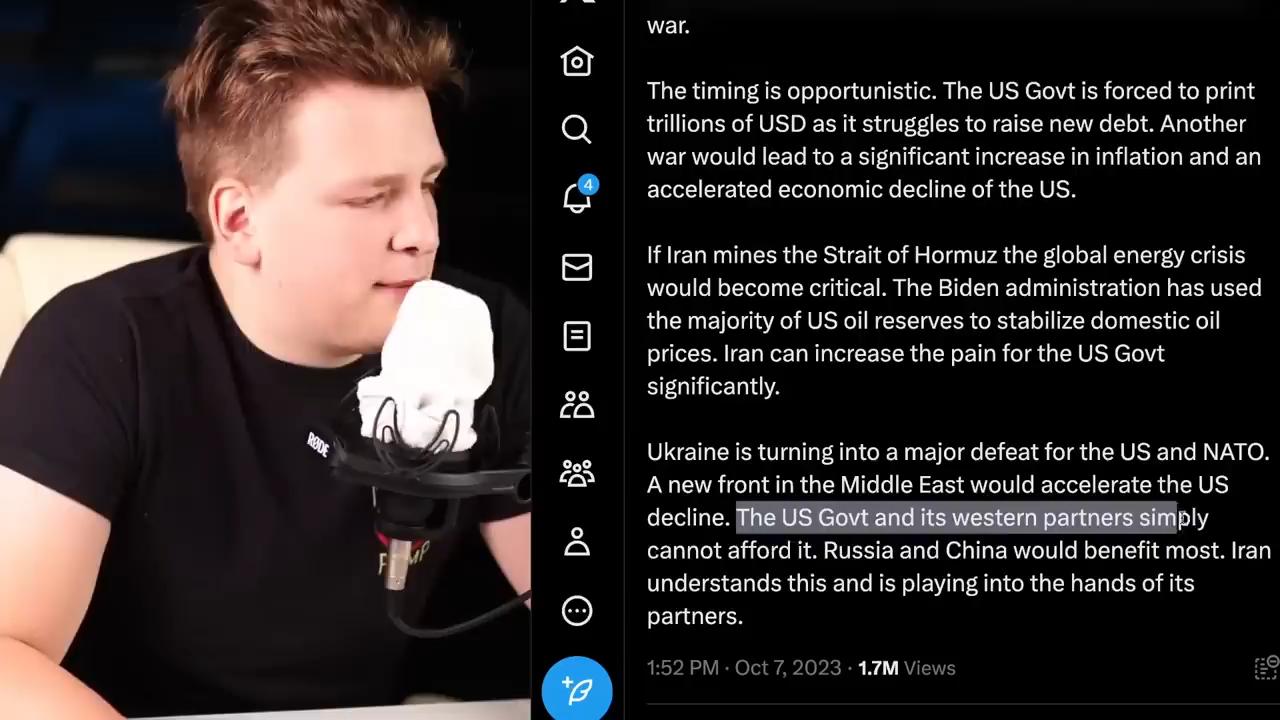 war.
The timing is opportunistic. The US Govt is forced to print
trillions of USD as it struggles to raise new debt. Another
war would lead to a significant increase in inflation and an
accelerated economic decline of the US.
If Iran mines the Strait of Hormuz the global energy crisis
would become critical. The Biden administration has used
the majority of US oil reserves to stabilize domestic oil
prices. Iran can increase the pain for the US Govt
significantly.
Ukraine is turning into a major defeat for the US and NATO.
A new front in the Middle East would accelerate the US
decline. The US Govt and its western partners simply
cannot afford it. Russia and China would benefit most. Iran
understands this and is playing into the hands of its
partners.
1:52 PM · Oct 7, 2023 · 1.7M Views
4
RØDE